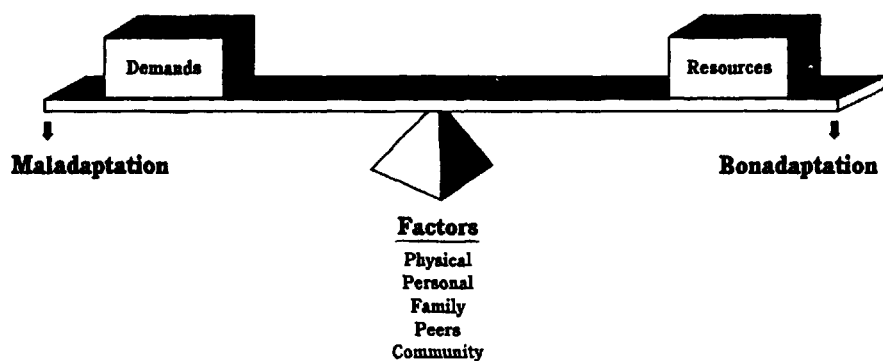 Demands
Resources
Maladaptation
Bonadaptation
Factors
Physical
Personal
Family
Peers
Community